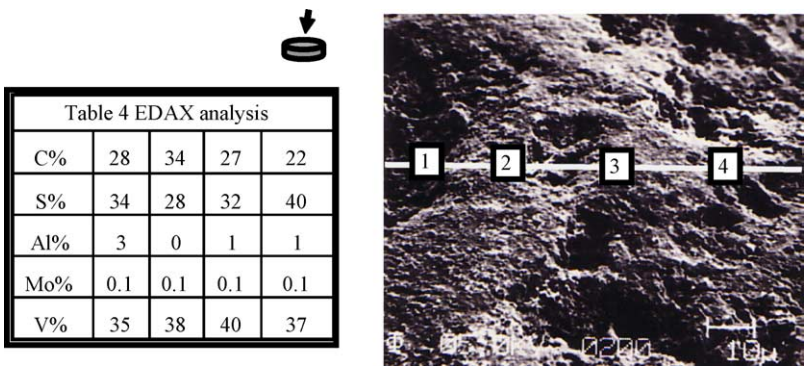 Table 4 EDAX analysis
C% 28 34 27 22
S% 34 28 32 40
Al% 3 0 1 1
Mo% 0.1 0.1 0.1 0.1
V% 35 38 40 37
1 2 3 4
0200 10μ